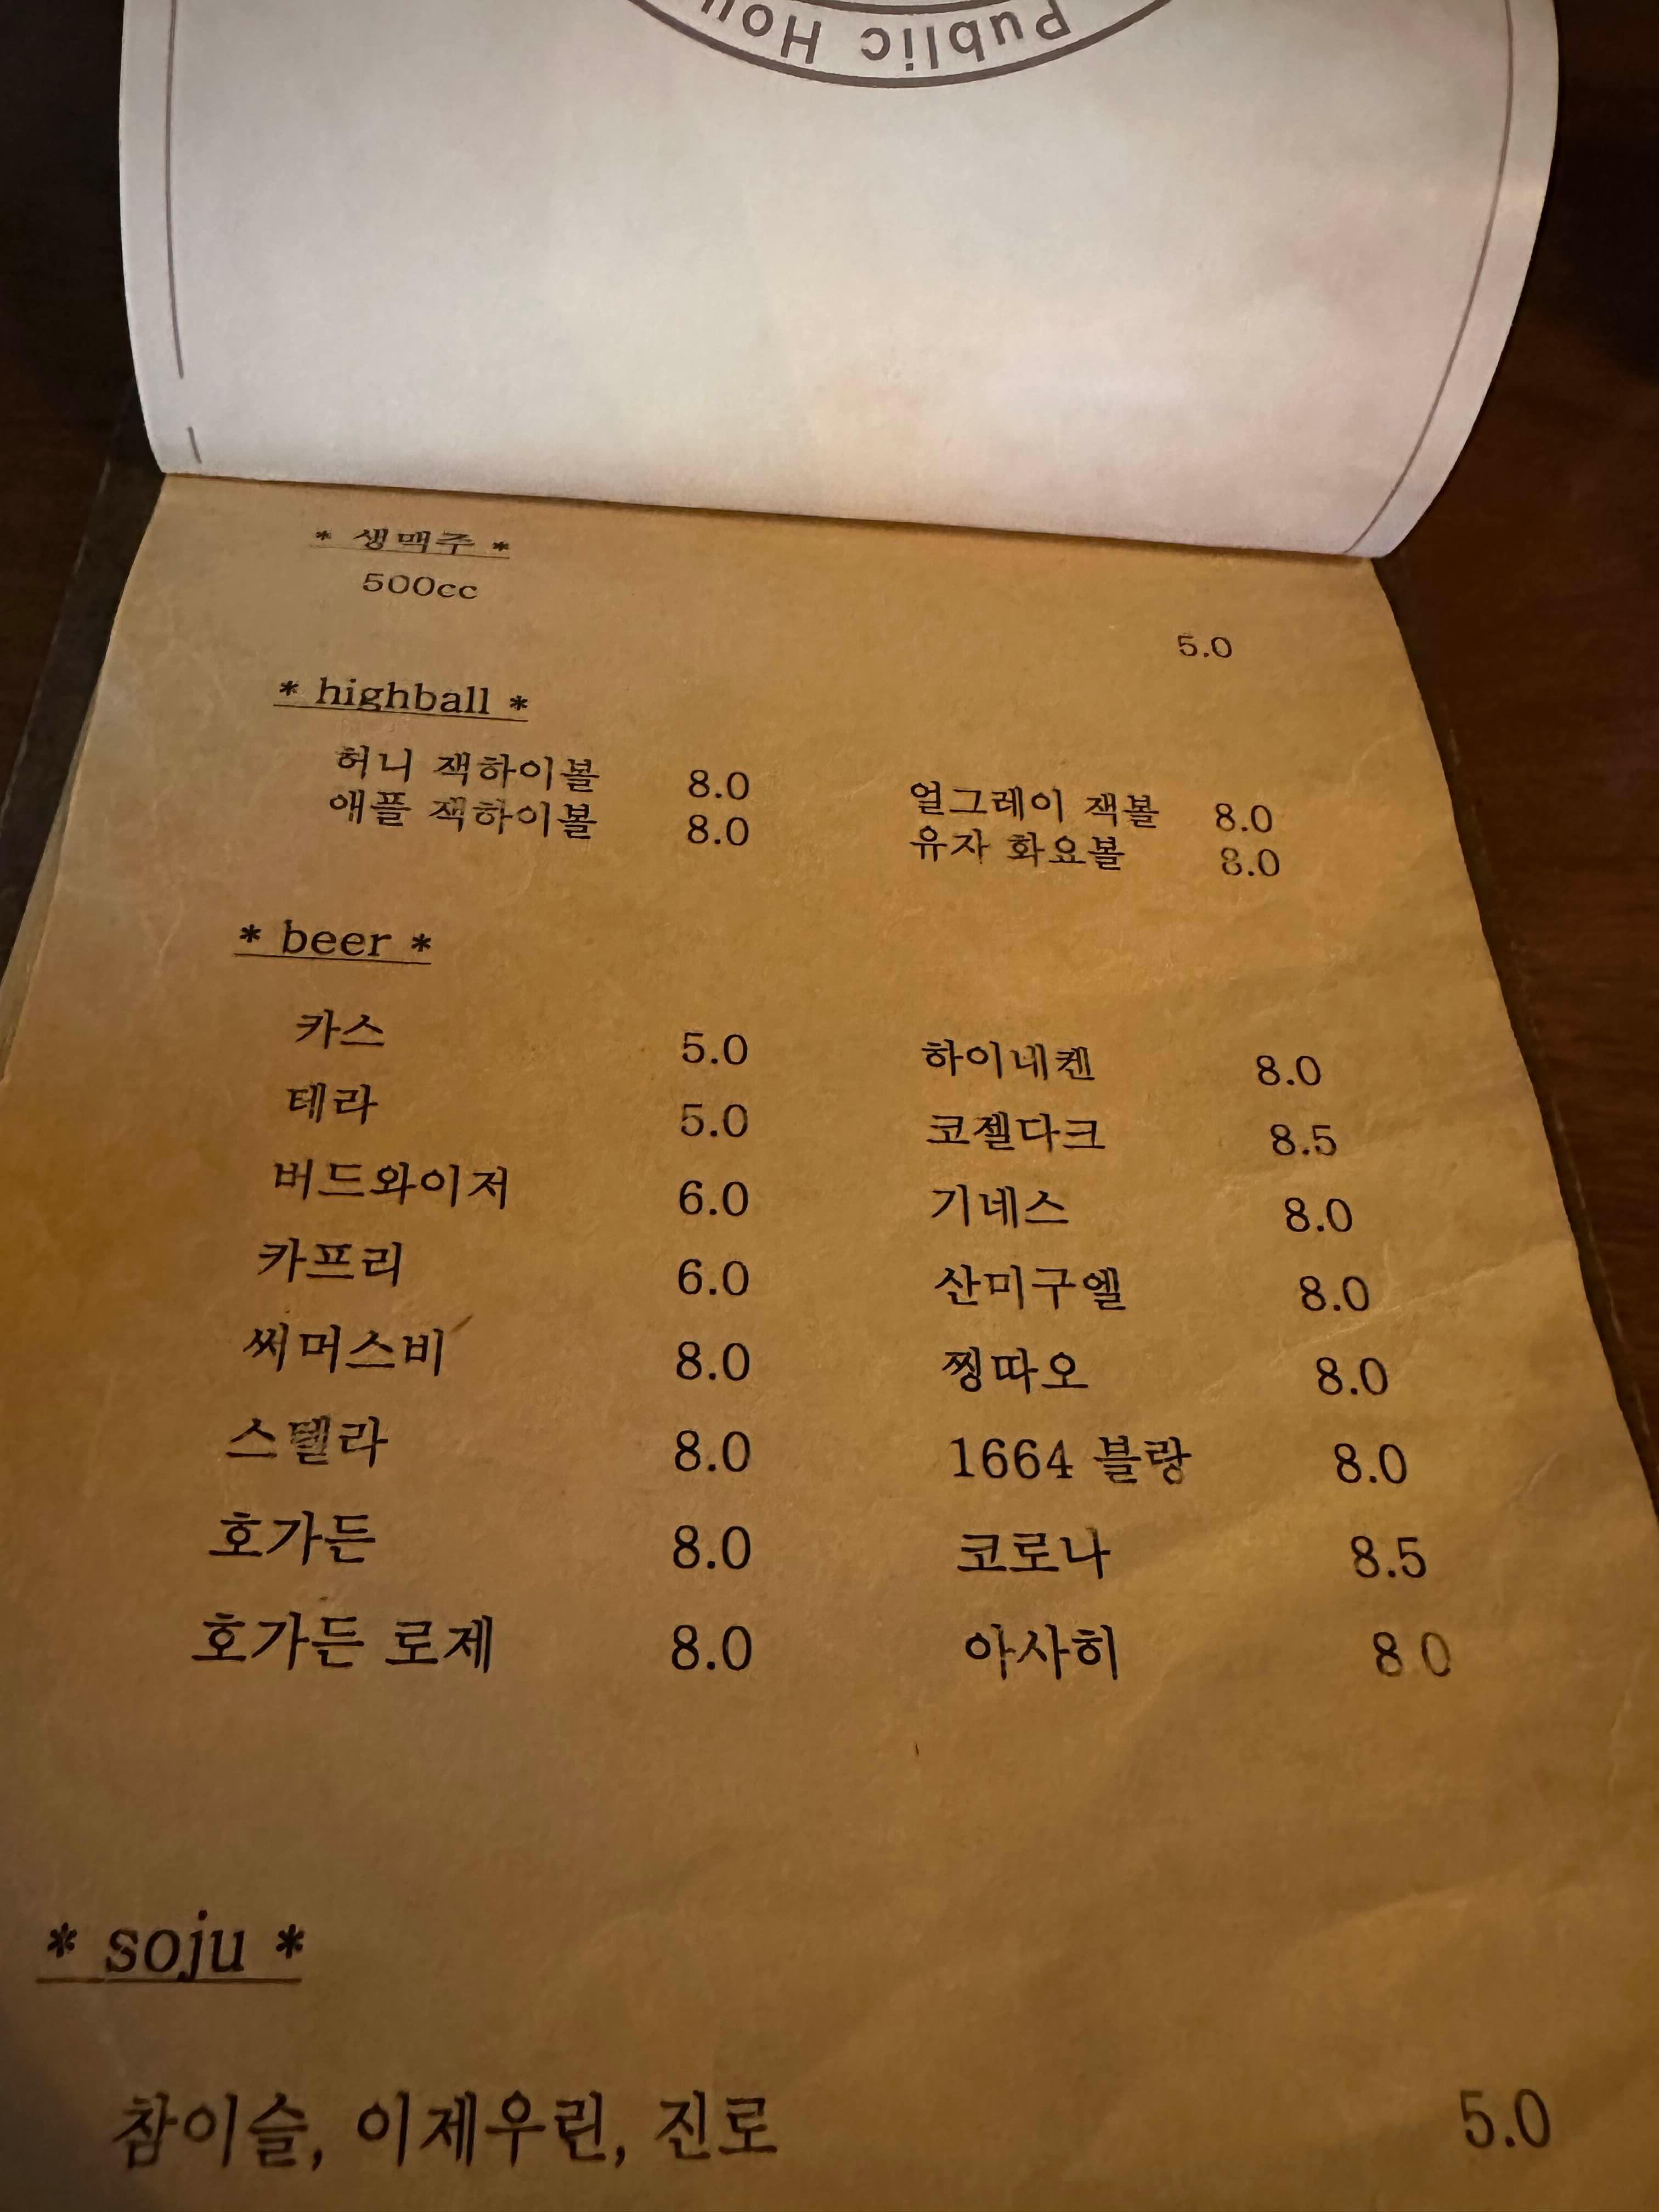 Public Hou
* 생맥주 *
500cc
5.0
* highball *
허니 잭하이볼 8.0 얼그레이 잭볼 8.0
애플 잭하이볼 8.0 유자 화요볼 8.0
* beer *
카스 5.0 하이네켄 8.0
테라 5.0 코젤다크 8.5
버드와이저 6.0 기네스 8.0
카프리 6.0 산미구엘 8.0
써머스비 8.0 찡따오 8.0
스텔라 8.0 1664 블랑 8.0
호가든 8.0 코로나 8.5
호가든 로제 8.0 아사히 8 0
* soju *
참이슬, 이제우린, 진로 5.0